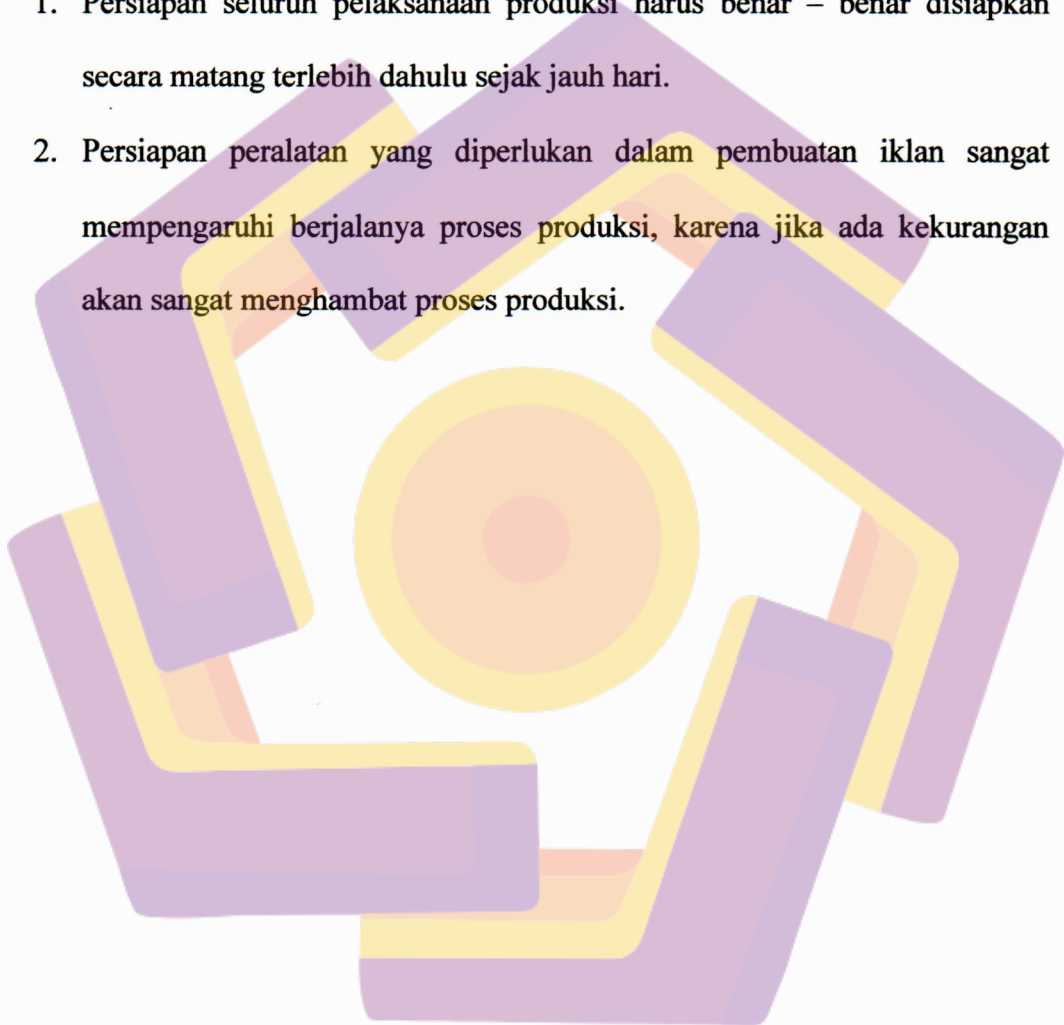 1. Persiapan seluruh pelaksanaan produksi harus benar – benar disiapkan
secara matang terlebih dahulu sejak jauh hari.
2. Persiapan peralatan yang diperlukan dalam pembuatan iklan sangat
mempengaruhi berjalanya proses produksi, karena jika ada kekurangan
akan sangat menghambat proses produksi.